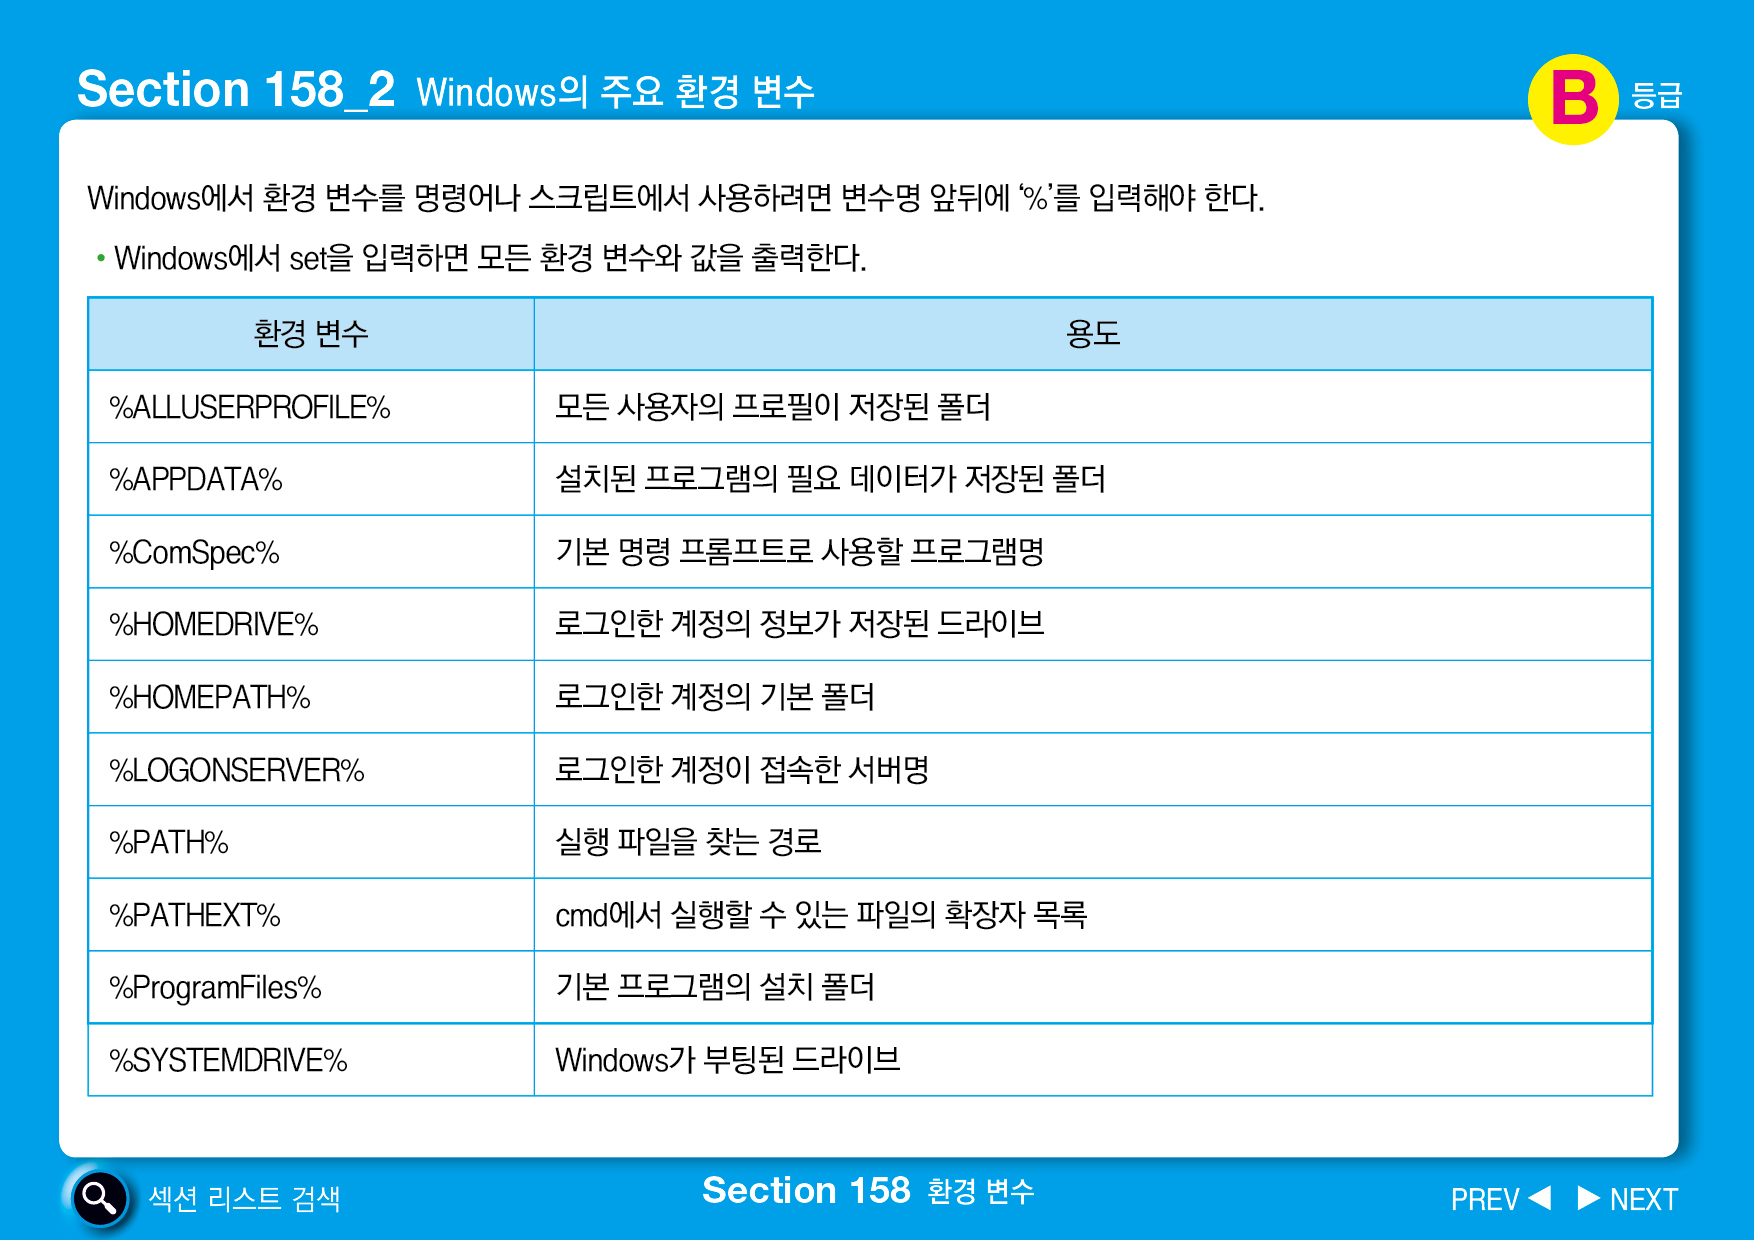 Section 158_2 Windows의 주요 환경 변수
B 등급
Windows에서 환경 변수를 명령어나 스크립트에서 사용하려면 변수명 앞뒤에 ‘%’를 입력해야 한다.
• Windows에서 set을 입력하면 모든 환경 변수와 값을 출력한다.
환경 변수 용도
%ALLUSERPROFILE% 모든 사용자의 프로필이 저장된 폴더
%APPDATA% 설치된 프로그램의 필요 데이터가 저장된 폴더
%ComSpec% 기본 명령 프롬프트로 사용할 프로그램명
%HOMEDRIVE% 로그인한 계정의 정보가 저장된 드라이브
%HOMEPATH% 로그인한 계정의 기본 폴더
%LOGONSERVER% 로그인한 계정이 접속한 서버명
%PATH% 실행 파일을 찾는 경로
%PATHEXT% cmd에서 실행할 수 있는 파일의 확장자 목록
%ProgramFiles% 기본 프로그램의 설치 폴더
%SYSTEMDRIVE% Windows가 부팅된 드라이브
섹션 리스트 검색
Section 158 환경 변수
PREV ◀ ▶ NEXT